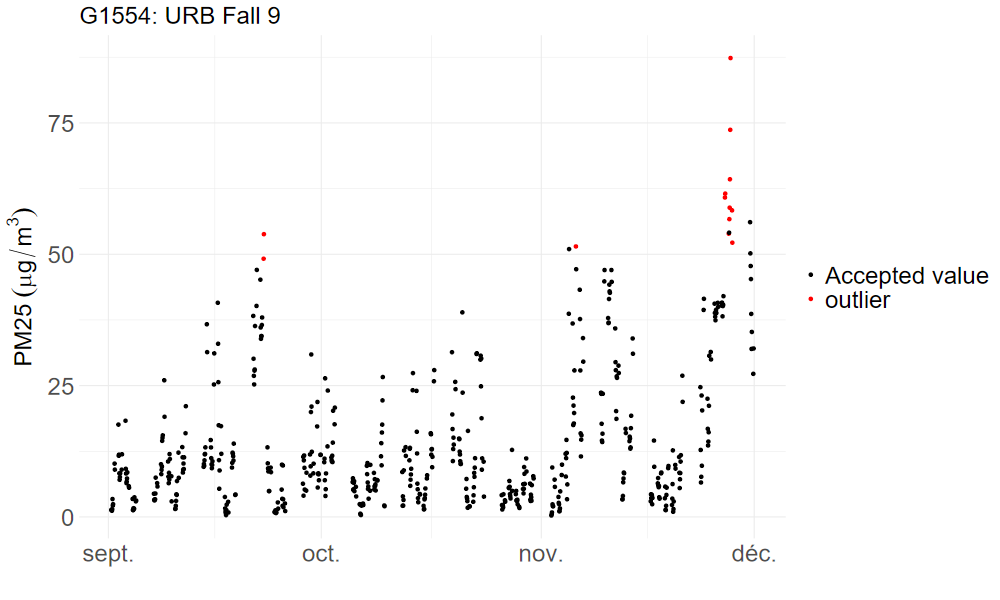 G1554: URB Fall 9
75
50
25
0
PM25 (μg/m³)
sept.
oct.
nov.
déc.
Accepted value
outlier